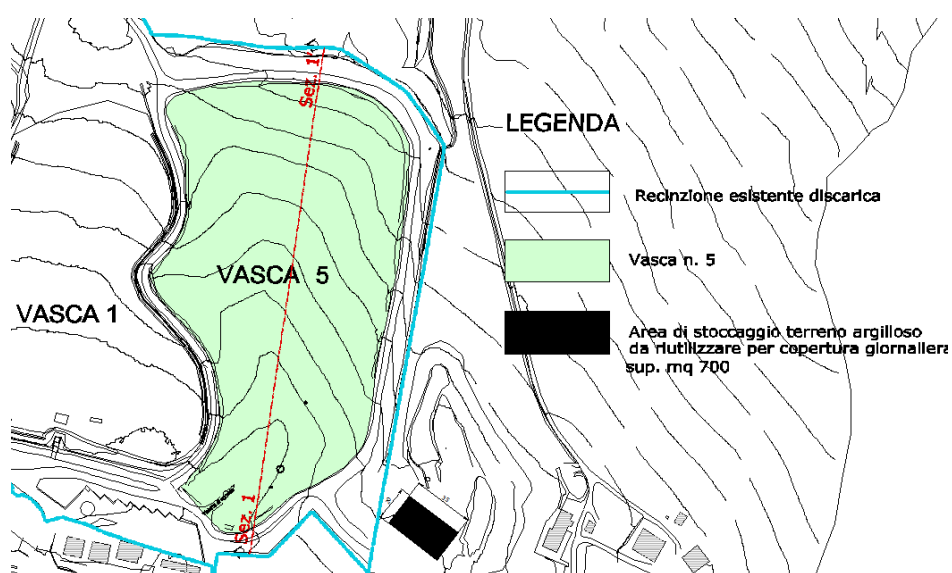 Sez. 1'
LEGENDA
Recinzione esistente discarica
VASCA 5
Vasca n. 5
VASCA 1
Area di stoccaggio terreno argilloso
da riutilizzare per copertura giornaliera
sup. mq 700
Sez. 1